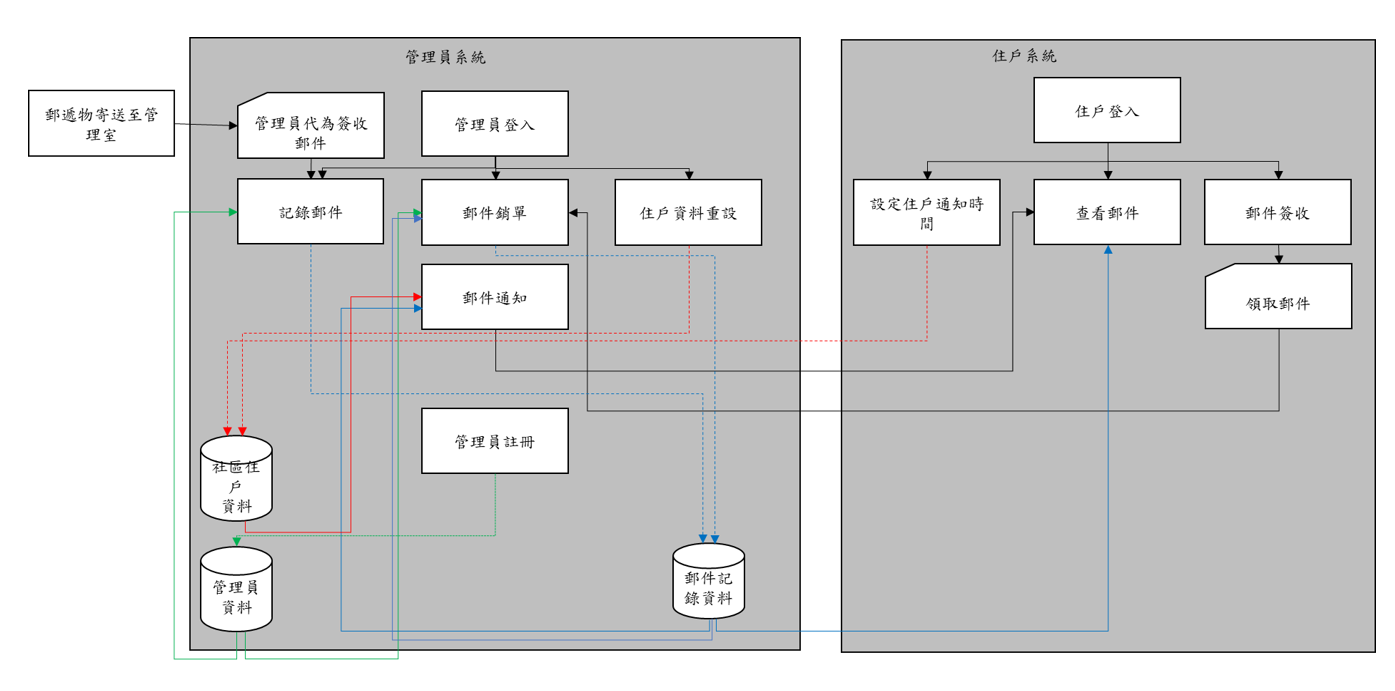 管理員系統
住戶系統
郵遞物寄送至管
理室
管理員代為簽收
郵件
管理員登入
住戶登入
記錄郵件
郵件銷單
住戶資料重設
設定住戶通知時
間
查看郵件
郵件簽收
郵件通知
領取郵件
管理員註冊
社區住
戶
資料
管理員
資料
郵件記
錄資料